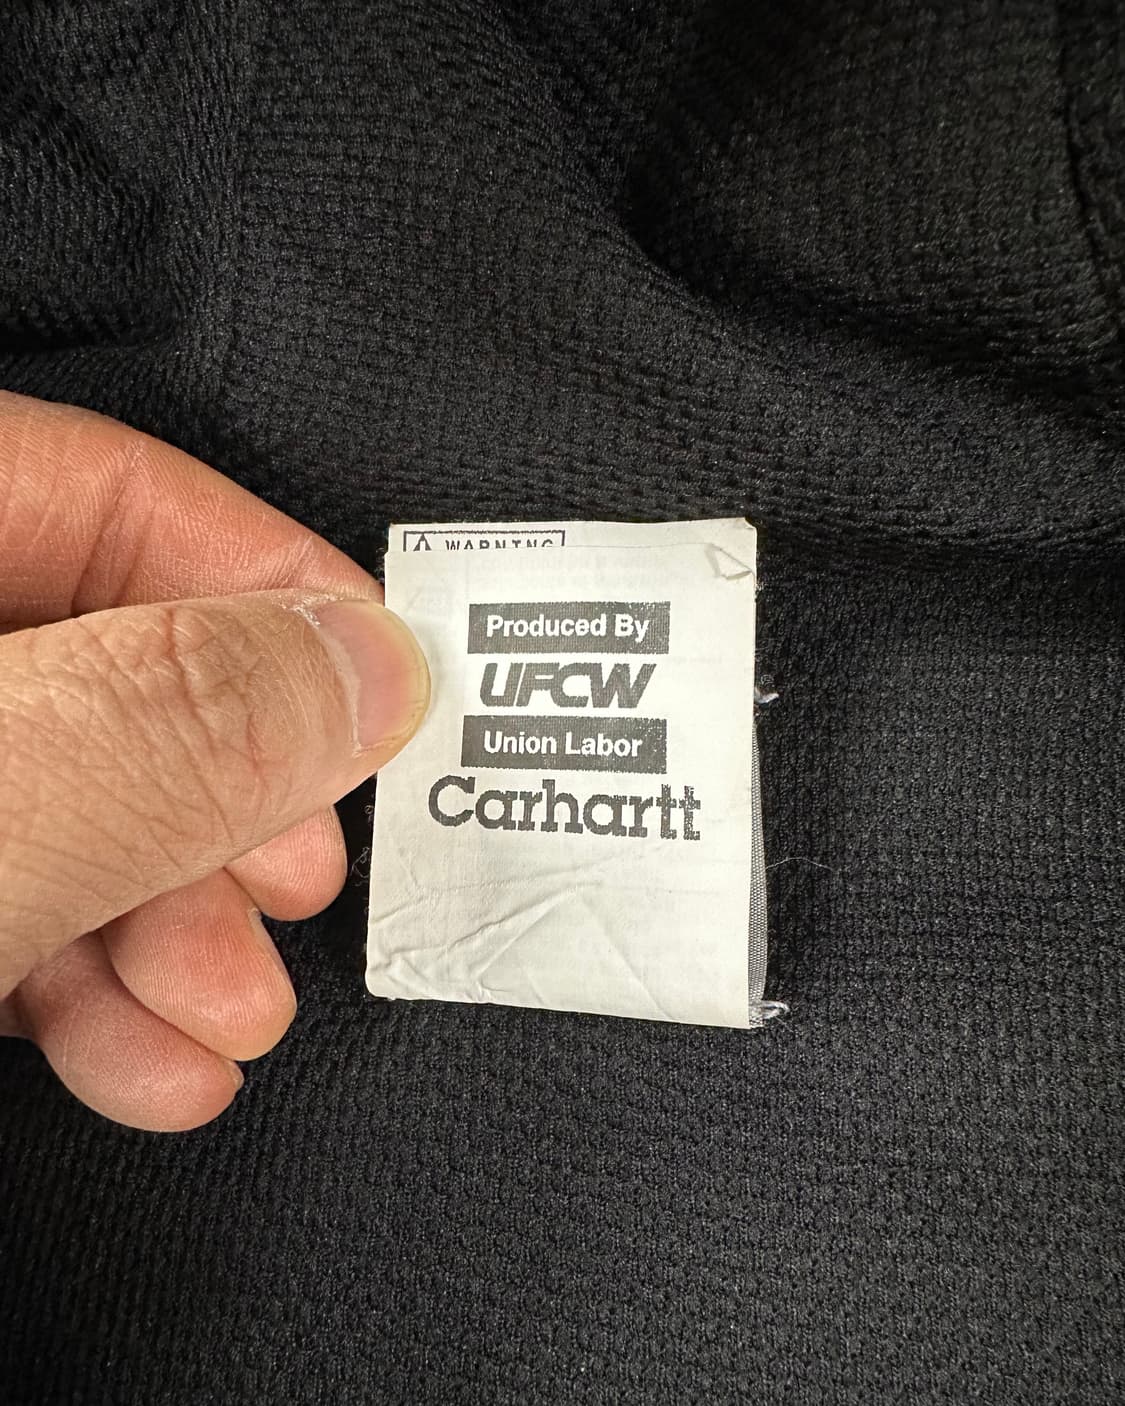 WARNING
Produced By
UFCW
Union Labor
Carhartt